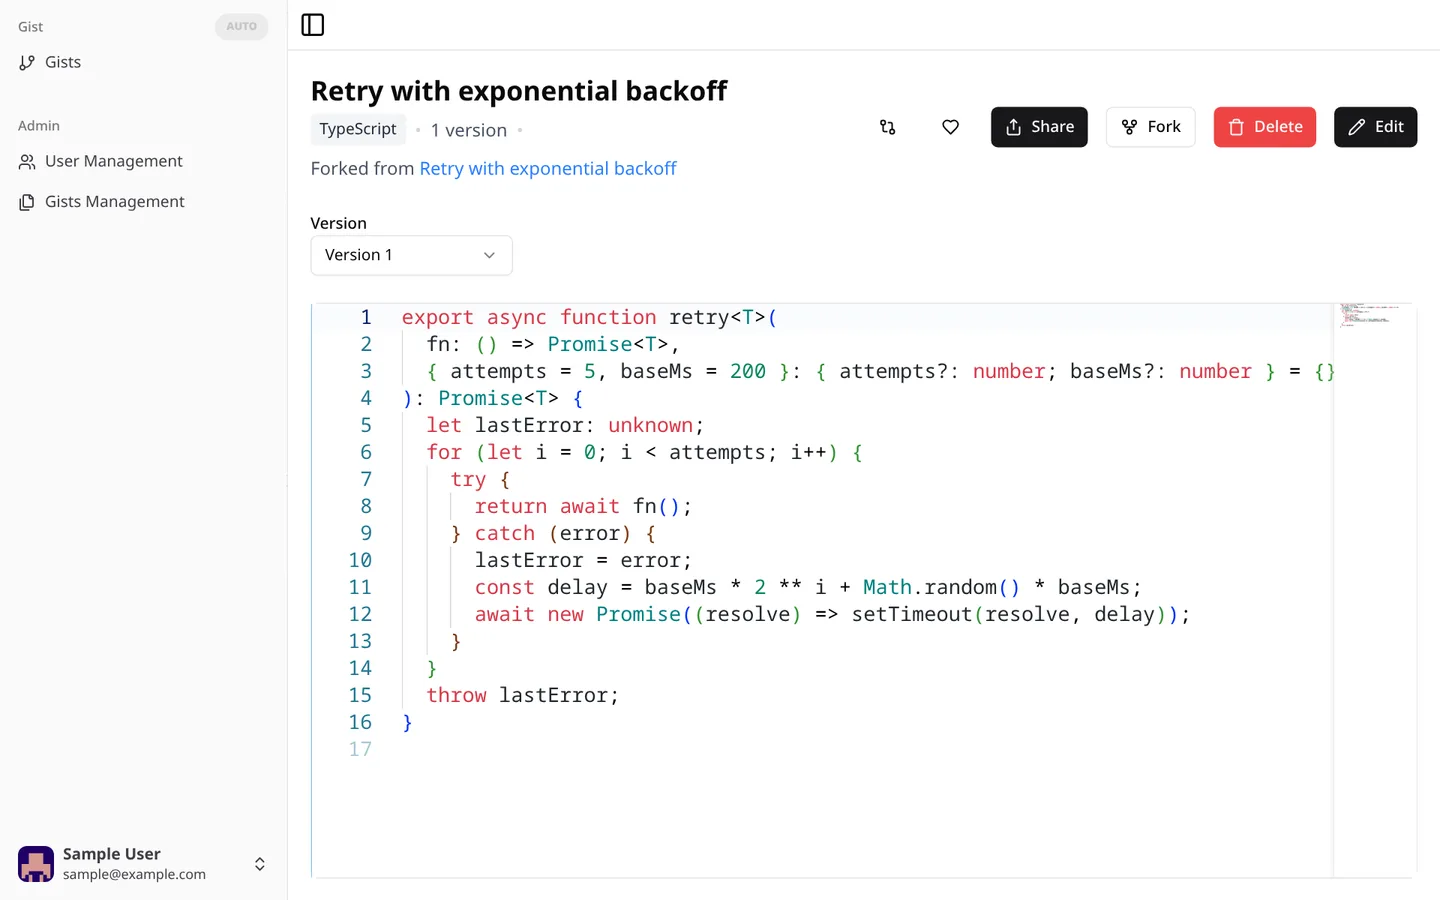 Gist
AUTO
Gists
Admin
User Management
Gists Management
Sample User
sample@example.com
Retry with exponential backoff
TypeScript • 1 version •
Forked from Retry with exponential backoff
Share
Fork
Delete
Edit
Version
Version 1
1 export async function retry<T>(
2   fn: () => Promise<T>,
3   { attempts = 5, baseMs = 200 }: { attempts?: number; baseMs?: number } = {}
4 ): Promise<T> {
5   let lastError: unknown;
6   for (let i = 0; i < attempts; i++) {
7     try {
8       return await fn();
9     } catch (error) {
10       lastError = error;
11       const delay = baseMs * 2 ** i + Math.random() * baseMs;
12       await new Promise((resolve) => setTimeout(resolve, delay));
13     }
14   }
15   throw lastError;
16 }
17